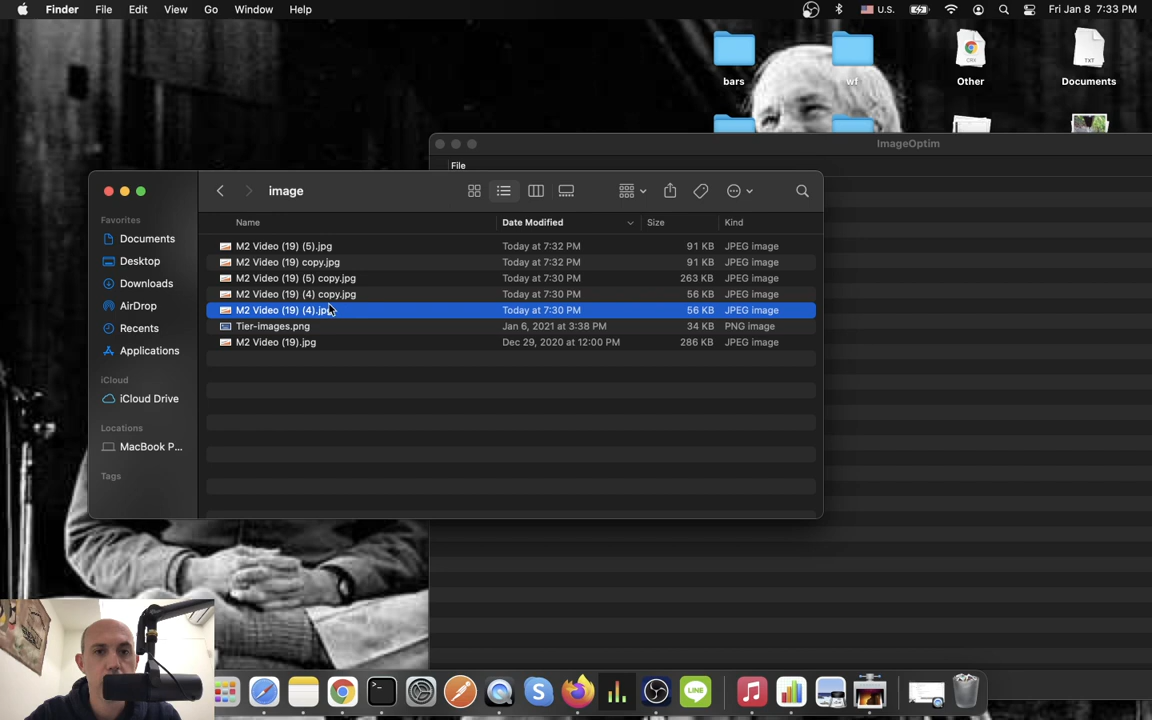 Finder File Edit View Go Window Help U.S. Fri Jan 8 7:33 PM
bars wf Other Documents
ImageOptim
File
image
Favorites
Documents
Desktop
Downloads
AirDrop
Recents
Applications
iCloud
iCloud Drive
Locations
MacBook P...
Tags
Name Date Modified Size Kind
M2 Video (19) (5).jpg Today at 7:32 PM 91 KB JPEG image
M2 Video (19) copy.jpg Today at 7:32 PM 91 KB JPEG image
M2 Video (19) (5) copy.jpg Today at 7:30 PM 263 KB JPEG image
M2 Video (19) (4) copy.jpg Today at 7:30 PM 56 KB JPEG image
M2 Video (19) (4).jpg Today at 7:30 PM 56 KB JPEG image
Tier-images.png Jan 6, 2021 at 3:38 PM 34 KB PNG image
M2 Video (19).jpg Dec 29, 2020 at 12:00 PM 286 KB JPEG image
LINE